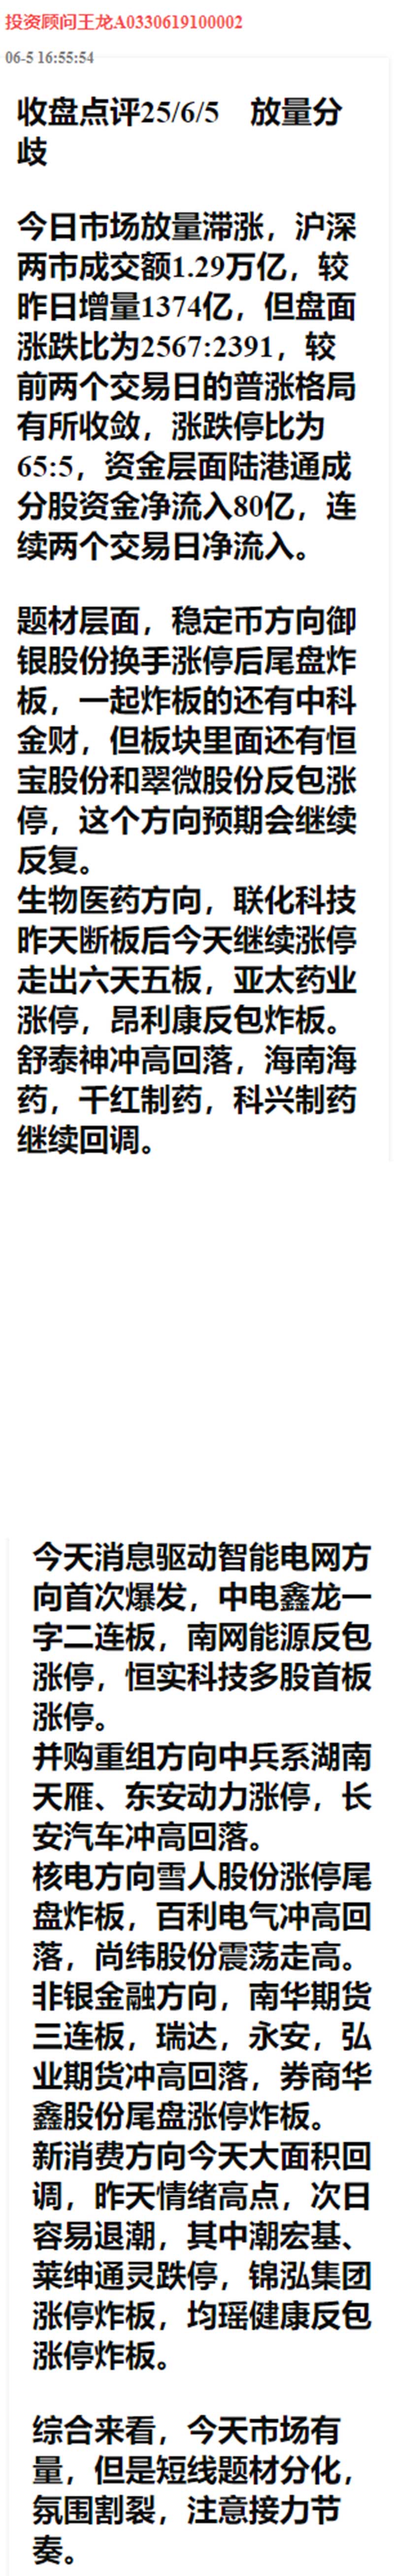 投资顾问王龙A0330619100002
06-5 16:55:54
收盘点评25/6/5　放量分
歧
今日市场放量滞涨，沪深
两市成交额1.29万亿，较
昨日增量1374亿，但盘面
涨跌比为2567:2391，较
前两个交易日的普涨格局
有所收敛，涨跌停比为
65:5，资金层面陆港通成
分股资金净流入80亿，连
续两个交易日净流入。
题材层面，稳定币方向御
银股份换手涨停后尾盘炸
板，一起炸板的还有中科
金财，但板块里面还有恒
宝股份和翠微股份反包涨
停，这个方向预期会继续
反复。
生物医药方向，联化科技
昨天断板后今天继续涨停
走出六天五板，亚太药业
涨停，昂利康反包炸板。
舒泰神冲高回落，海南海
药，千红制药，科兴制药
继续回调。
今天消息驱动智能电网方
向首次爆发，中电鑫龙一
字二连板，南网能源反包
涨停，恒实科技多股首板
涨停。
并购重组方向中兵系湖南
天雁、东安动力涨停，长
安汽车冲高回落。
核电方向雪人股份涨停尾
盘炸板，百利电气冲高回
落，尚纬股份震荡走高。
非银金融方向，南华期货
三连板，瑞达，永安，弘
业期货冲高回落，券商华
鑫股份尾盘涨停炸板。
新消费方向今天大面积回
调，昨天情绪高点，次日
容易退潮，其中潮宏基、
莱绅通灵跌停，锦泓集团
涨停炸板，均瑶健康反包
涨停炸板。
综合来看，今天市场有
量，但是短线题材分化，
氛围割裂，注意接力节
奏。